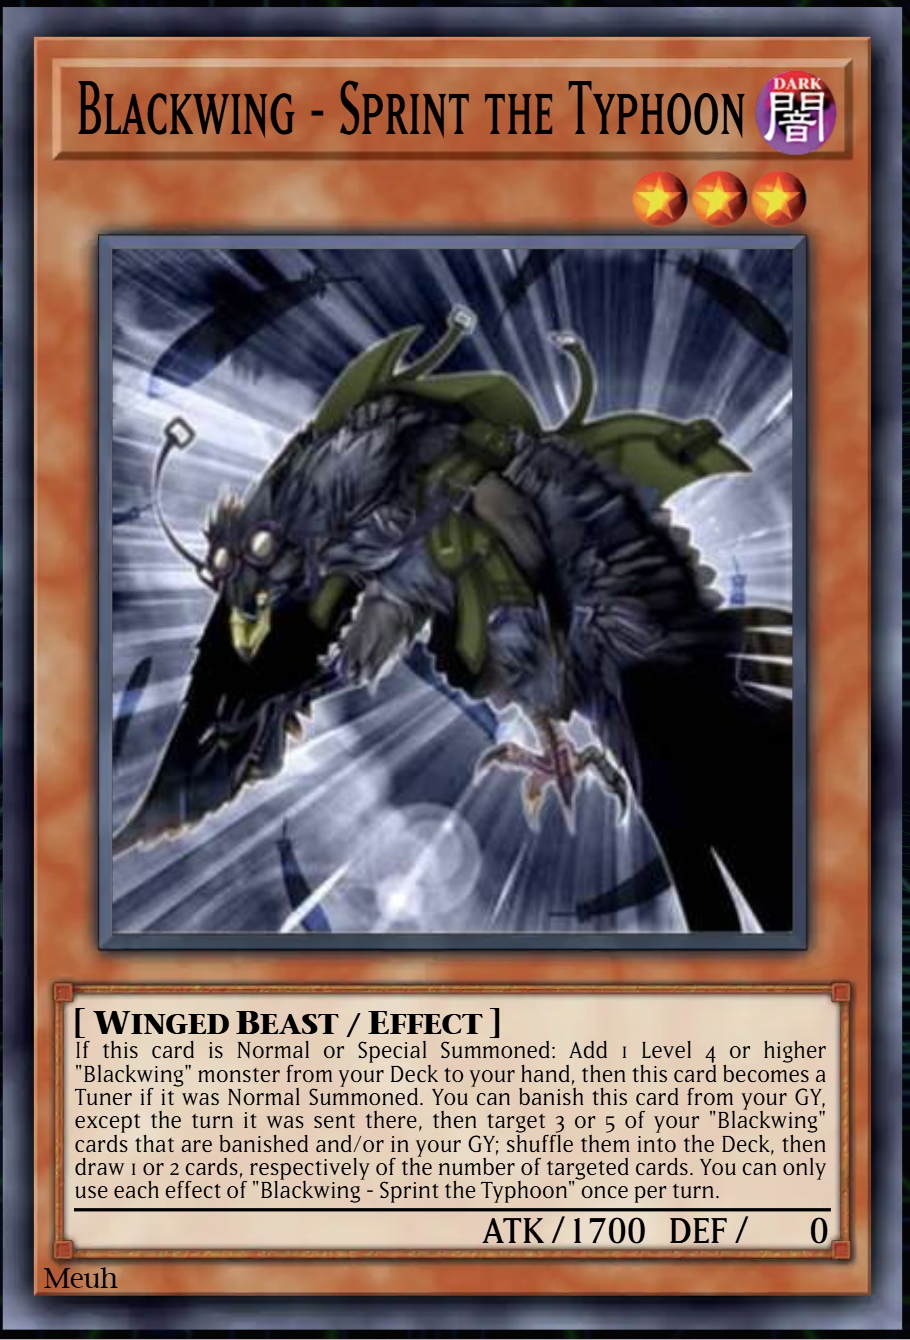 Blackwing - Sprint the Typhoon
DARK
闇
[ Winged Beast / Effect ]
If this card is Normal or Special Summoned: Add 1 Level 4 or higher
"Blackwing" monster from your Deck to your hand, then this card becomes a
Tuner if it was Normal Summoned. You can banish this card from your GY,
except the turn it was sent there, then target 3 or 5 of your "Blackwing"
cards that are banished and/or in your GY; shuffle them into the Deck, then
draw 1 or 2 cards, respectively of the number of targeted cards. You can only
use each effect of "Blackwing - Sprint the Typhoon" once per turn.
ATK / 1700 DEF / 0
Meuh